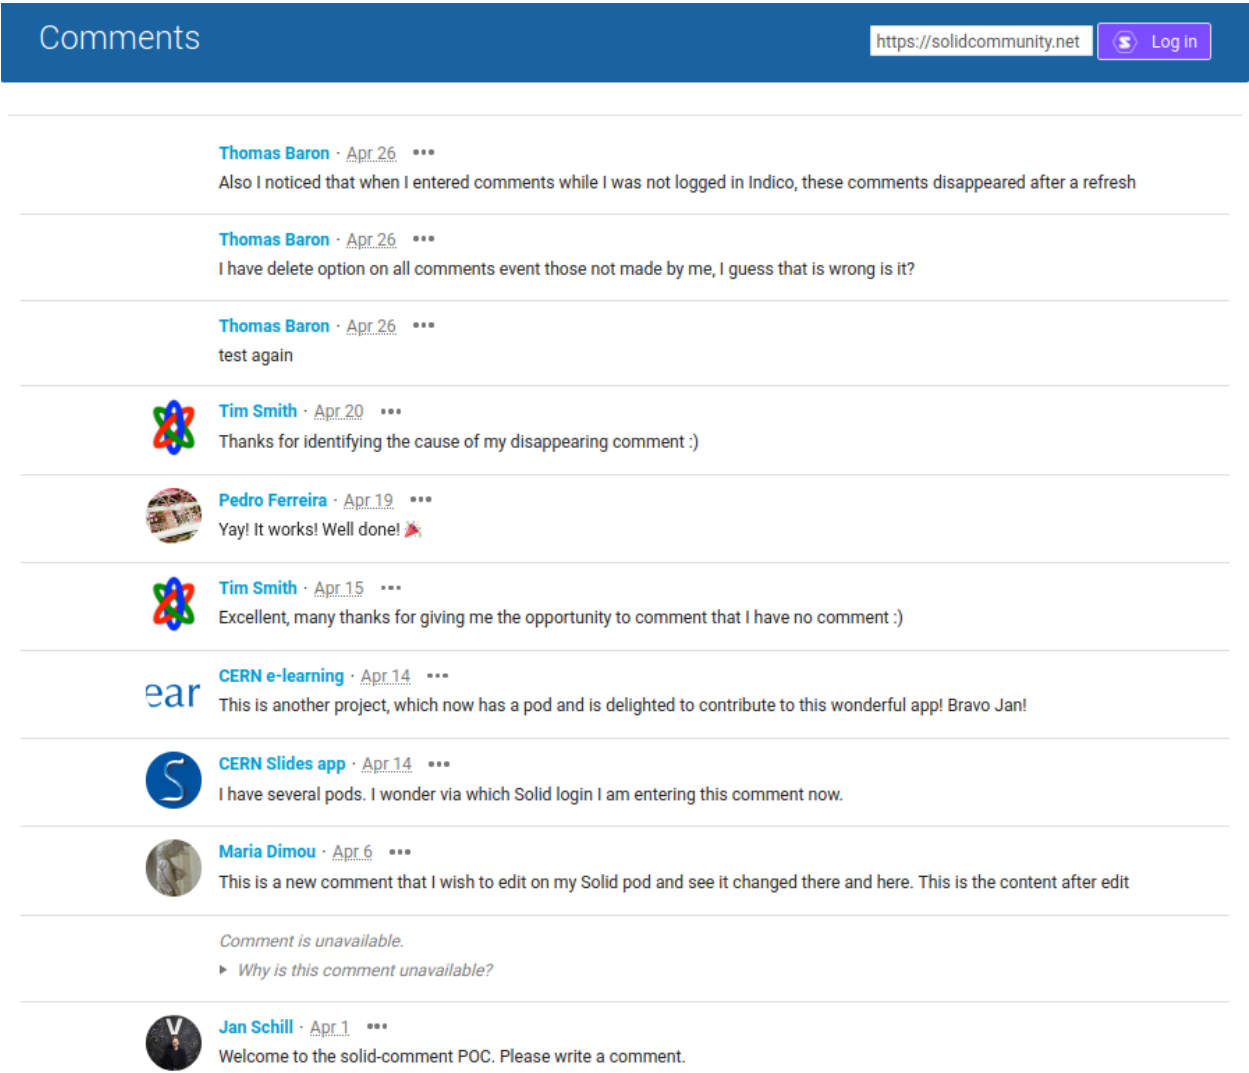 Comments
https://solidcommunity.net
Log in
Thomas Baron · Apr 26 •••
Also I noticed that when I entered comments while I was not logged in Indico, these comments disappeared after a refresh
Thomas Baron · Apr 26 •••
I have delete option on all comments event those not made by me, I guess that is wrong is it?
Thomas Baron · Apr 26 •••
test again
Tim Smith · Apr 20 •••
Thanks for identifying the cause of my disappearing comment :)
Pedro Ferreira · Apr 19 •••
Yay! It works! Well done! 🎉
Tim Smith · Apr 15 •••
Excellent, many thanks for giving me the opportunity to comment that I have no comment :)
ear
CERN e-learning · Apr 14 •••
This is another project, which now has a pod and is delighted to contribute to this wonderful app! Bravo Jan!
CERN Slides app · Apr 14 •••
I have several pods. I wonder via which Solid login I am entering this comment now.
Maria Dimou · Apr 6 •••
This is a new comment that I wish to edit on my Solid pod and see it changed there and here. This is the content after edit
Comment is unavailable.
▸ Why is this comment unavailable?
Jan Schill · Apr 1 •••
Welcome to the solid-comment POC. Please write a comment.